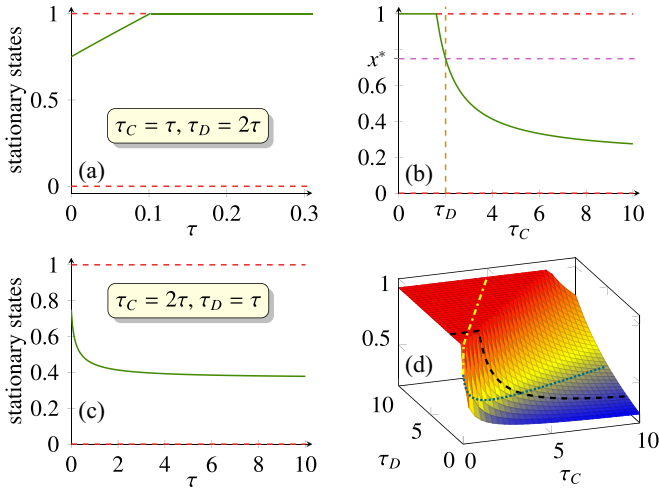 stationary states
1
0.5
0
τ_C = τ, τ_D = 2τ
(a)
0 0.1 0.2 0.3
τ
1
x*
0.6
0.4
0.2
0
(b)
0 τ_D 4 6 8 10
τ_C
stationary states
1
0.8
0.6
0.4
0.2
0
τ_C = 2τ, τ_D = τ
(c)
0 2 4 6 8 10
τ
1
0.5
(d)
10
5
0
τ_D
0 5 10
τ_C